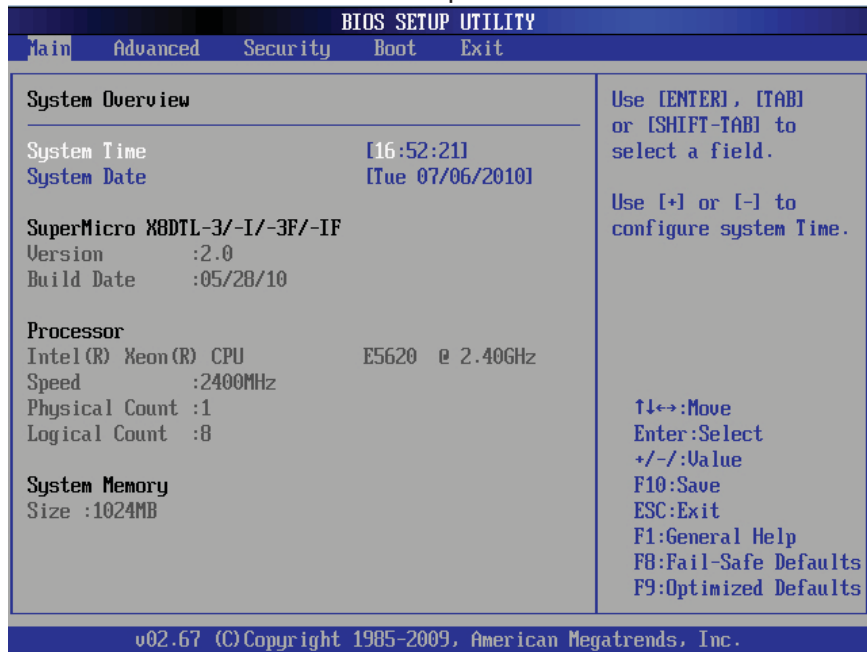 BIOS SETUP UTILITY
Main Advanced Security Boot Exit
System Overview
System Time [16:52:21]
System Date [Tue 07/06/2010]
SuperMicro X8DTL-3/-I/-3F/-IF
Version :2.0
Build Date :05/28/10
Processor
Intel(R) Xeon(R) CPU E5620 @ 2.40GHz
Speed :2400MHz
Physical Count :1
Logical Count :8
System Memory
Size :1024MB
Use [ENTER], [TAB]
or [SHIFT-TAB] to
select a field.
Use [+] or [-] to
configure system Time.
↑↓←→:Move
Enter:Select
+/-/:Value
F10:Save
ESC:Exit
F1:General Help
F8:Fail-Safe Defaults
F9:Optimized Defaults
v02.67 (C)Copyright 1985-2009, American Megatrends, Inc.